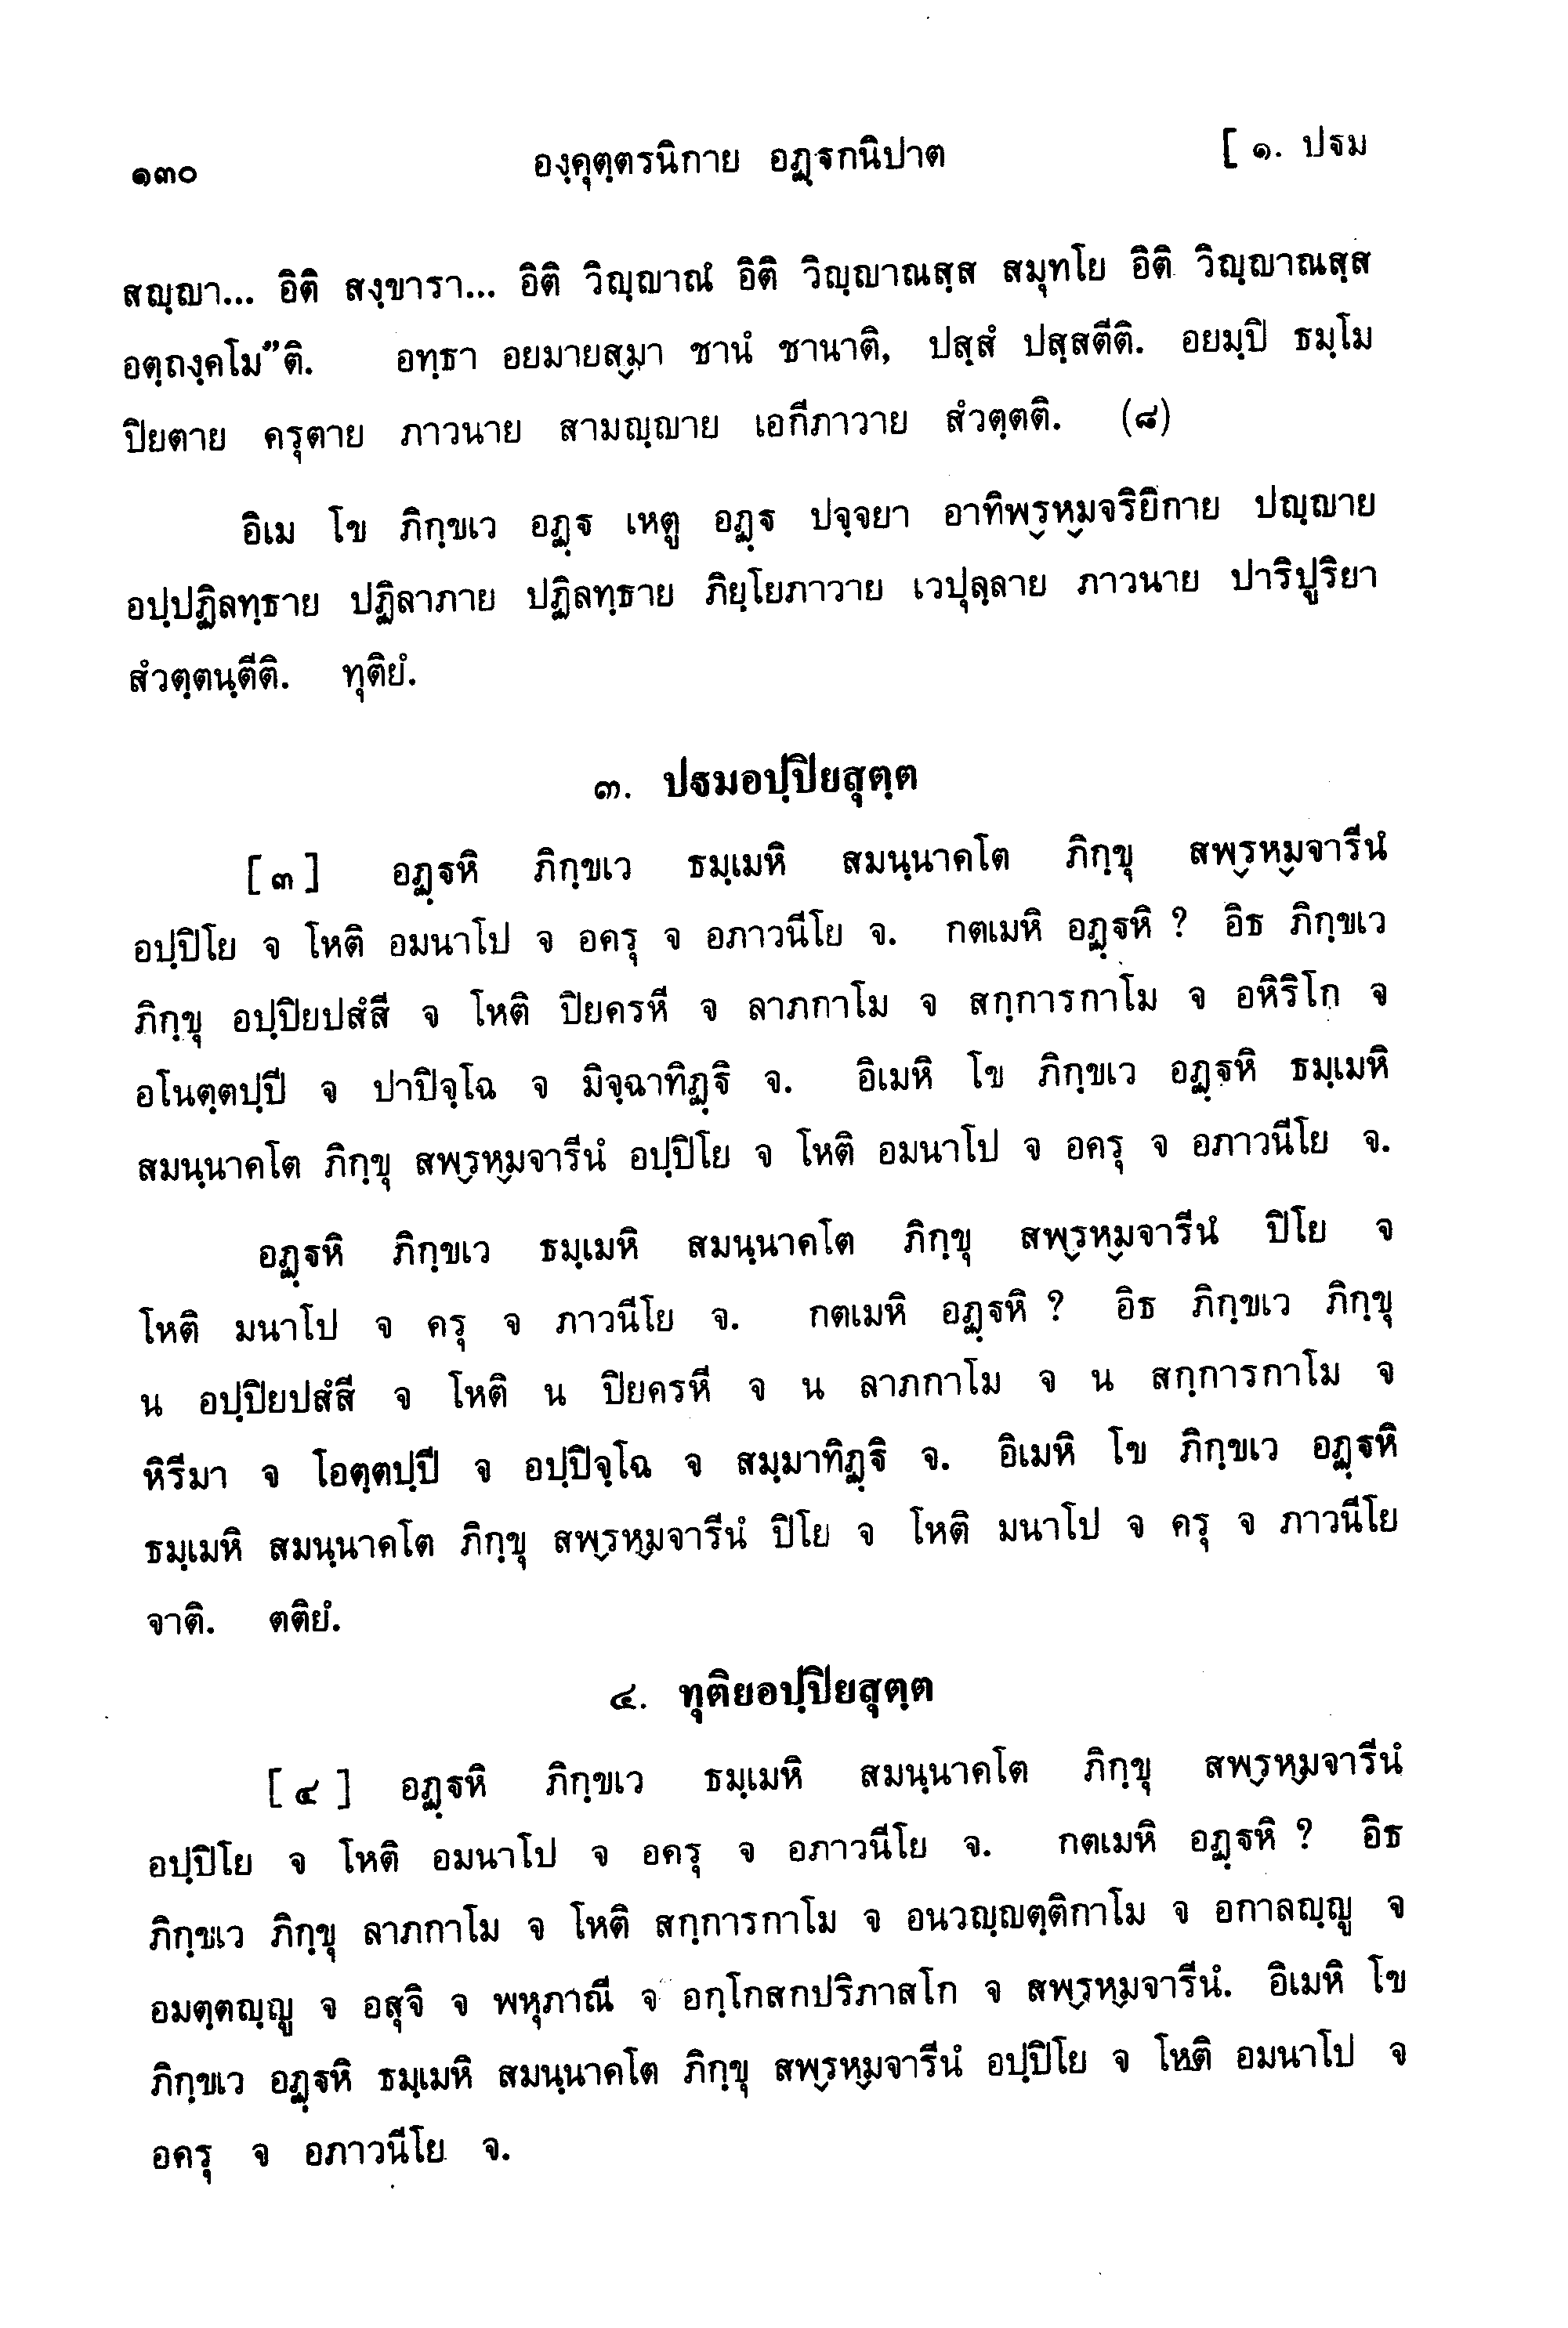 ๑๓๐ องฺคุตฺตรนิกาย อฏฺฐกนิปาต [ ๑. ปฐม
สญฺญา... อิติ สงฺขารา... อิติ วิญฺญาณํ อิติ วิญฺญาณสฺส สมุทโย อิติ วิญฺญาณสฺส
อตฺถงฺคโม”ติ. อทฺธา อยมายสฺมา ชานํ ชานาติ, ปสฺสํ ปสฺสตีติ. อยมฺปิ ธมฺโม
ปิยตาย ครุตาย ภาวนาย สามญฺญาย เอกีภาวาย สํวตฺตติ. (๘)
อิเม โข ภิกฺขเว อฏฺฐ เหตู อฏฺฐ ปจฺจยา อาทิพฺรหฺมจริยิกาย ปญฺญาย
อปฺปฏิลทฺธาย ปฏิลาภาย ปฏิลทฺธาย ภิยฺโยภาวาย เวปุลฺลาย ภาวนาย ปาริปูริยา
สํวตฺตนฺตีติ. ทุติยํ.
๓. ปฐมอปฺปิยสุตฺต
[๓] อฏฺฐหิ ภิกฺขเว ธมฺเมหิ สมนฺนาคโต ภิกฺขุ สพฺรหฺมจารีนํ
อปฺปิโย จ โหติ อมนาโป จ อครุ จ อภาวนีโย จ. กตเมหิ อฏฺฐหิ ? อิธ ภิกฺขเว
ภิกฺขุ อปฺปิยปสํสี จ โหติ ปิยครหี จ ลาภกาโม จ สกฺการกาโม จ อหิริโก จ
อโนตฺตปฺปี จ ปาปิจฺโฉ จ มิจฺฉาทิฏฺฐิ จ. อิเมหิ โข ภิกฺขเว อฏฺฐหิ ธมฺเมหิ
สมนฺนาคโต ภิกฺขุ สพฺรหฺมจารีนํ อปฺปิโย จ โหติ อมนาโป จ อครุ จ อภาวนีโย จ.
อฏฺฐหิ ภิกฺขเว ธมฺเมหิ สมนฺนาคโต ภิกฺขุ สพฺรหฺมจารีนํ ปิโย จ
โหติ มนาโป จ ครุ จ ภาวนีโย จ. กตเมหิ อฏฺฐหิ ? อิธ ภิกฺขเว ภิกฺขุ
น อปฺปิยปสํสี จ โหติ น ปิยครหี จ น ลาภกาโม จ น สกฺการกาโม จ
หิรีมา จ โอตฺตปฺปี จ อปฺปิจฺโฉ จ สมฺมาทิฏฺฐิ จ. อิเมหิ โข ภิกฺขเว อฏฺฐหิ
ธมฺเมหิ สมนฺนาคโต ภิกฺขุ สพฺรหฺมจารีนํ ปิโย จ โหติ มนาโป จ ครุ จ ภาวนีโย
จาติ. ตติยํ.
๔. ทุติยอปฺปิยสุตฺต
[๔] อฏฺฐหิ ภิกฺขเว ธมฺเมหิ สมนฺนาคโต ภิกฺขุ สพฺรหฺมจารีนํ
อปฺปิโย จ โหติ อมนาโป จ อครุ จ อภาวนีโย จ. กตเมหิ อฏฺฐหิ ? อิธ
ภิกฺขเว ภิกฺขุ ลาภกาโม จ โหติ สกฺการกาโม จ อนวญฺญตฺติกาโม จ อกาลญฺญู จ
อมตฺตญฺญู จ อสุจิ จ พหุภาณี จ อกฺโกสกปริภาสโก จ สพฺรหฺมจารีนํ. อิเมหิ โข
ภิกฺขเว อฏฺฐหิ ธมฺเมหิ สมนฺนาคโต ภิกฺขุ สพฺรหฺมจารีนํ อปฺปิโย จ โหติ อมนาโป จ
อครุ จ อภาวนีโย จ.